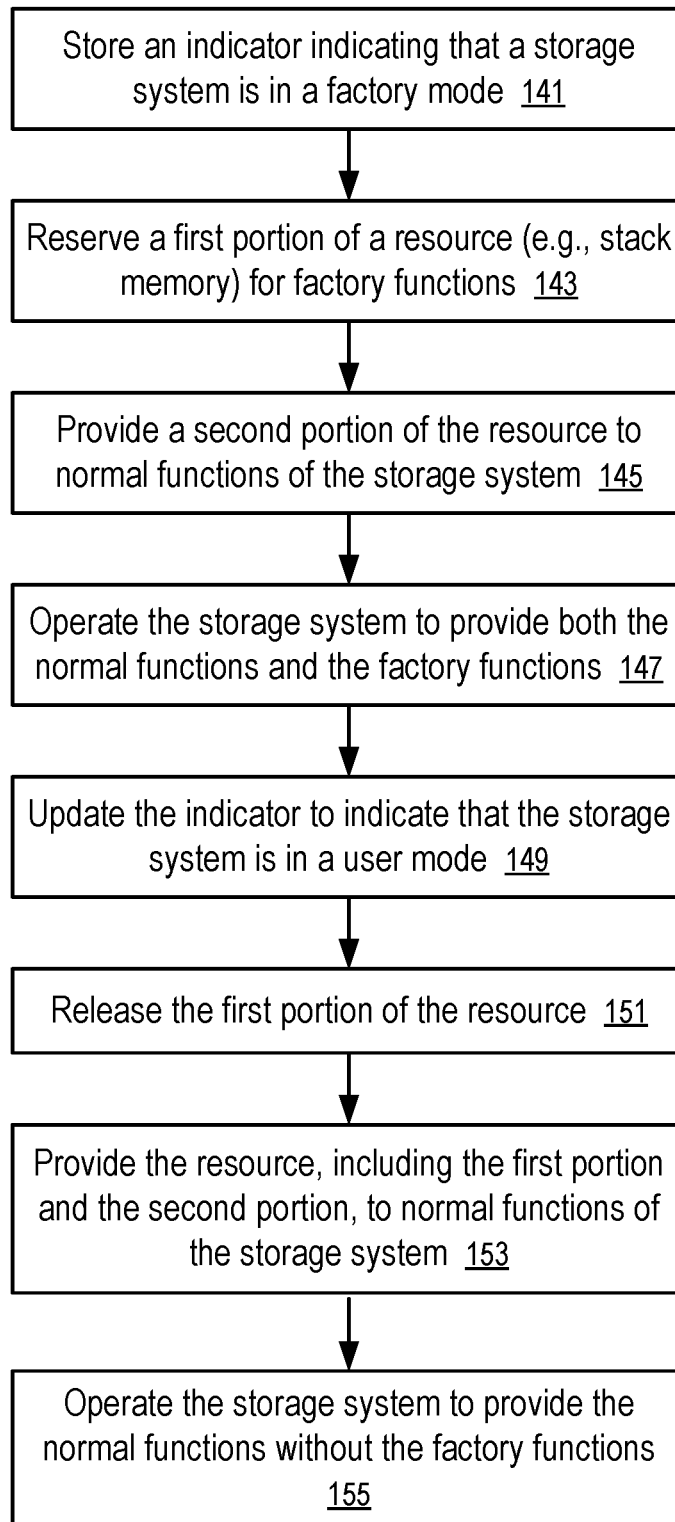 Store an indicator indicating that a storage
system is in a factory mode 141
Reserve a first portion of a resource (e.g., stack
memory) for factory functions 143
Provide a second portion of the resource to
normal functions of the storage system 145
Operate the storage system to provide both the
normal functions and the factory functions 147
Update the indicator to indicate that the storage
system is in a user mode 149
Release the first portion of the resource 151
Provide the resource, including the first portion
and the second portion, to normal functions of
the storage system 153
Operate the storage system to provide the
normal functions without the factory functions
155